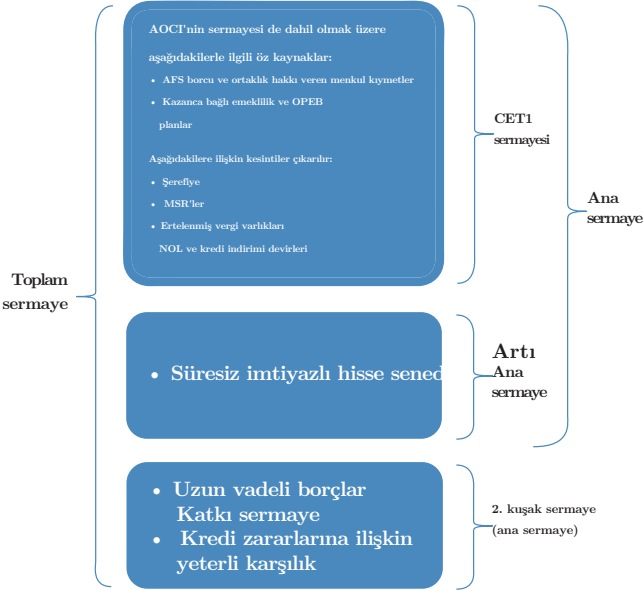 AOCI'nin sermayesi de dahil olmak üzere
aşağıdakilerle ilgili öz kaynaklar:
• AFS borcu ve ortaklık hakkı veren menkul kıymetler
• Kazanca bağlı emeklilik ve OPEB
planlar
Aşağıdakilere ilişkin kesintiler çıkarılır:
• Şerefiye
• MSR'ler
• Ertelenmiş vergi varlıkları
NOL ve kredi indirimi devirleri
CET1
sermayesi
Ana
sermaye
Toplam
sermaye
• Süresiz imtiyazlı hisse sened
Artı
Ana
sermaye
• Uzun vadeli borçlar
Katkı sermaye
• Kredi zararlarına ilişkin
yeterli karşılık
2. kuşak sermaye
(ana sermaye)